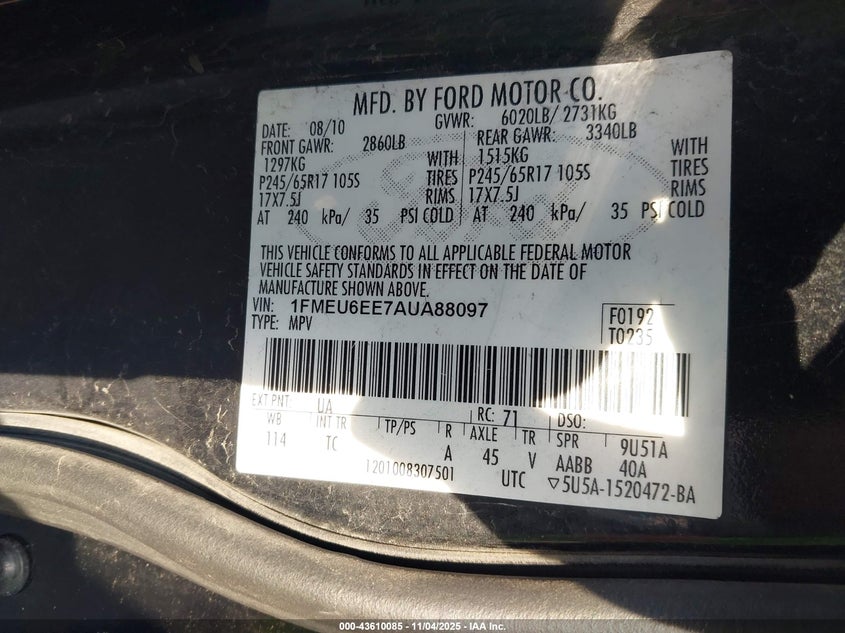 MFD. BY FORD MOTOR CO.
DATE: 08/10 GVWR: 6020LB/ 2731KG
FRONT GAWR: 2860LB REAR GAWR: 3340LB
1297KG WITH 1515KG WITH
P245/65R17 105S TIRES P245/65R17 105S TIRES
17X7.5J RIMS 17X7.5J RIMS
AT 240 kPa/ 35 PSI COLD AT 240 kPa/ 35 PSI COLD
THIS VEHICLE CONFORMS TO ALL APPLICABLE FEDERAL MOTOR
VEHICLE SAFETY STANDARDS IN EFFECT ON THE DATE OF
MANUFACTURE SHOWN ABOVE.
VIN: 1FMEU6EE7AUA88097 F0192
TYPE: MPV T0235
EXT PNT: UA RC: 71 DSO:
WB INT TR TP/PS R AXLE TR SPR 9U51A
114 TC A 45 V AABB 40A
1201008307501 UTC ▽5U5A-1520472-BA
000-43610085 - 11/04/2025 - IAA Inc.